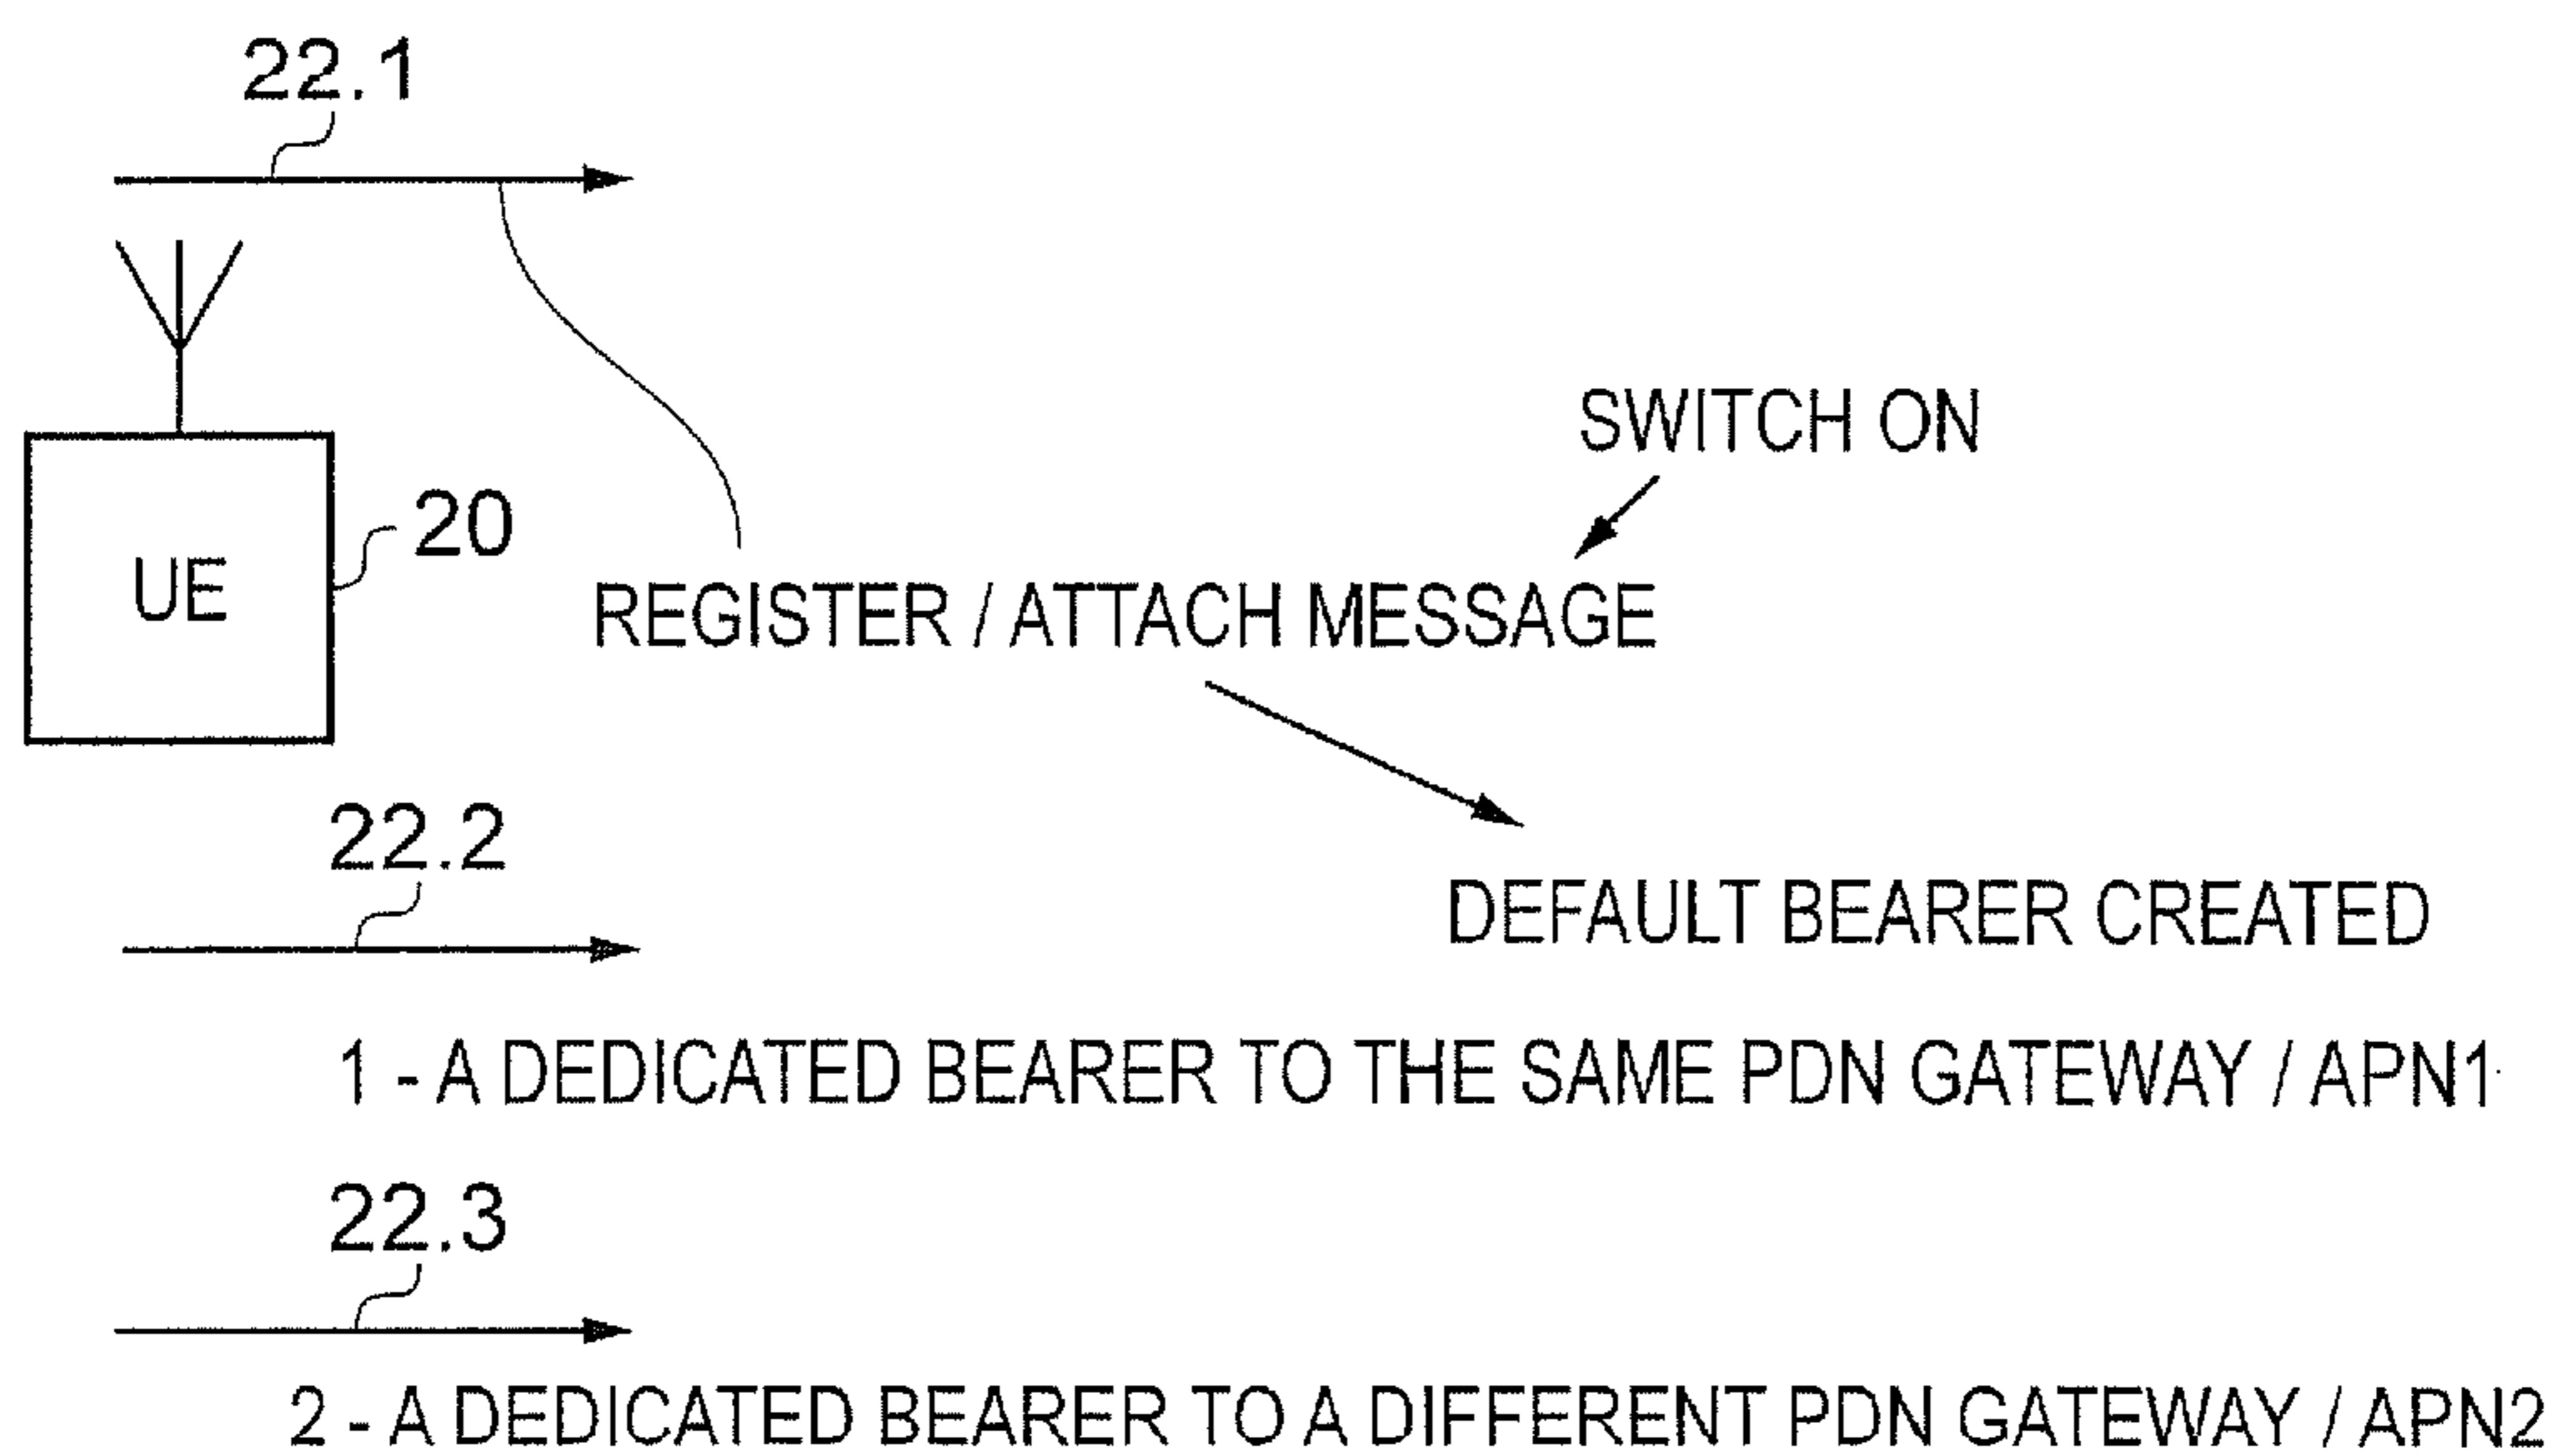 22.1
SWITCH ON
20
UE
REGISTER / ATTACH MESSAGE
22.2
DEFAULT BEARER CREATED
1 - A DEDICATED BEARER TO THE SAME PDN GATEWAY / APN1
22.3
2 - A DEDICATED BEARER TO A DIFFERENT PDN GATEWAY / APN2